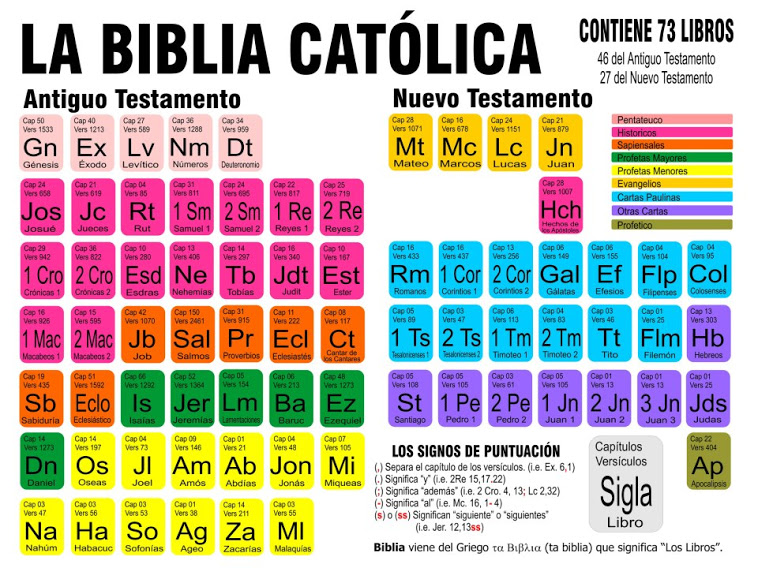 LA BIBLIA CATÓLICA
CONTIENE 73 LIBROS
46 del Antiguo Testamento
27 del Nuevo Testamento
Antiguo Testamento
Cap 50
Vers 1533
Gn
Génesis
Cap 40
Vers 1213
Ex
Éxodo
Cap 27
Vers 589
Lv
Levítico
Cap 36
Vers 1288
Nm
Números
Cap 34
Vers 959
Dt
Deuteronomio
Cap 24
Vers 658
Jos
Josué
Cap 21
Vers 619
Jc
Jueces
Cap 04
Vers 85
Rt
Rut
Cap 31
Vers 811
1 Sm
Samuel 1
Cap 24
Vers 695
2 Sm
Samuel 2
Cap 22
Vers 817
1 Re
Reyes 1
Cap 25
Vers 719
2 Re
Reyes 2
Cap 29
Vers 942
1 Cro
Crónicas 1
Cap 36
Vers 822
2 Cro
Crónicas 2
Cap 10
Vers 280
Esd
Esdras
Cap 13
Vers 406
Ne
Nehemías
Cap 14
Vers 297
Tb
Tobías
Cap 16
Vers 340
Jdt
Judit
Cap 10
Vers 167
Est
Ester
Cap 16
Vers 926
1 Mac
Macabeos 1
Cap 15
Vers 595
2 Mac
Macabeos 2
Cap 42
Vers 1070
Jb
Job
Cap 150
Vers 2461
Sal
Salmos
Cap 31
Vers 915
Pr
Proverbios
Cap 11
Vers 222
Ecl
Eclesiastés
Cap 08
Vers 117
Ct
Cantar de
los Cantares
Cap 19
Vers 435
Sb
Sabiduría
Cap 51
Vers 1592
Eclo
Eclesiástico
Cap 66
Vers 1292
Is
Isaías
Cap 52
Vers 1364
Jer
Jeremías
Cap 05
Vers 154
Lm
Lamentaciones
Cap 06
Vers 213
Ba
Baruc
Cap 48
Vers 1273
Ez
Ezequiel
Cap 14
Vers 1273
Dn
Daniel
Cap 14
Vers 197
Os
Oseas
Cap 04
Vers 73
Jl
Joel
Cap 09
Vers 146
Am
Amós
Cap 01
Vers 21
Ab
Abdías
Cap 04
Vers 48
Jon
Jonás
Cap 07
Vers 105
Mi
Miqueas
Cap 03
Vers 47
Na
Nahúm
Cap 03
Vers 56
Ha
Habacuc
Cap 03
Vers 53
So
Sofonías
Cap 01
Vers 38
Ag
Ageo
Cap 14
Vers 211
Za
Zacarías
Cap 03
Vers 55
Ml
Malaquías
Nuevo Testamento
Cap 28
Vers 1071
Mt
Mateo
Cap 16
Vers 678
Mc
Marcos
Cap 24
Vers 1151
Lc
Lucas
Cap 21
Vers 879
Jn
Juan
Pentateuco
Historicos
Sapiensales
Profetas Mayores
Profetas Menores
Evangelios
Cartas Paulinas
Otras Cartas
Profetico
Cap 28
Vers 1007
Hch
Hechos de
los Apóstoles
Cap 16
Vers 433
Rm
Romanos
Cap 16
Vers 437
1 Cor
Corintios 1
Cap 13
Vers 256
2 Cor
Corintios 2
Cap 06
Vers 149
Gal
Gálatas
Cap 06
Vers 155
Ef
Efesios
Cap 04
Vers 104
Flp
Filipenses
Cap 04
Vers 95
Col
Colosenses
Cap 05
Vers 89
1 Ts
Tesalonicenses 1
Cap 03
Vers 47
2 Ts
Tesalonicenses 2
Cap 06
Vers 113
1 Tm
Timoteo 1
Cap 04
Vers 83
2 Tm
Timoteo 2
Cap 03
Vers 46
Tt
Tito
Cap 01
Vers 25
Flm
Filemón
Cap 13
Vers 303
Hb
Hebreos
Cap 05
Vers 108
St
Santiago
Cap 05
Vers 105
1 Pe
Pedro 1
Cap 03
Vers 61
2 Pe
Pedro 2
Cap 05
Vers 105
1 Jn
Juan 1
Cap 01
Vers 13
2 Jn
Juan 2
Cap 01
Vers 13
3 Jn
Juan 3
Cap 01
Vers 25
Jds
Judas
LOS SIGNOS DE PUNTUACIÓN
(,) Separa el capítulo de los versículos. (i.e. Ex. 6,1)
(.) Significa "y" (i.e. 2Re 15,17.22)
(;) Significa "además" (i.e. 2 Cro. 4, 13; Lc 2,32)
(-) Significa "al" (i.e. Mc. 16, 1- 4)
(s) o (ss) Significan "siguiente" o "siguientes"
(i.e. Jer. 12,13ss)
Capítulos
Versículos
Sigla
Libro
Cap 22
Vers 404
Ap
Apocalipsis
Biblia viene del Griego τα Βιβλια (ta biblia) que significa "Los Libros".